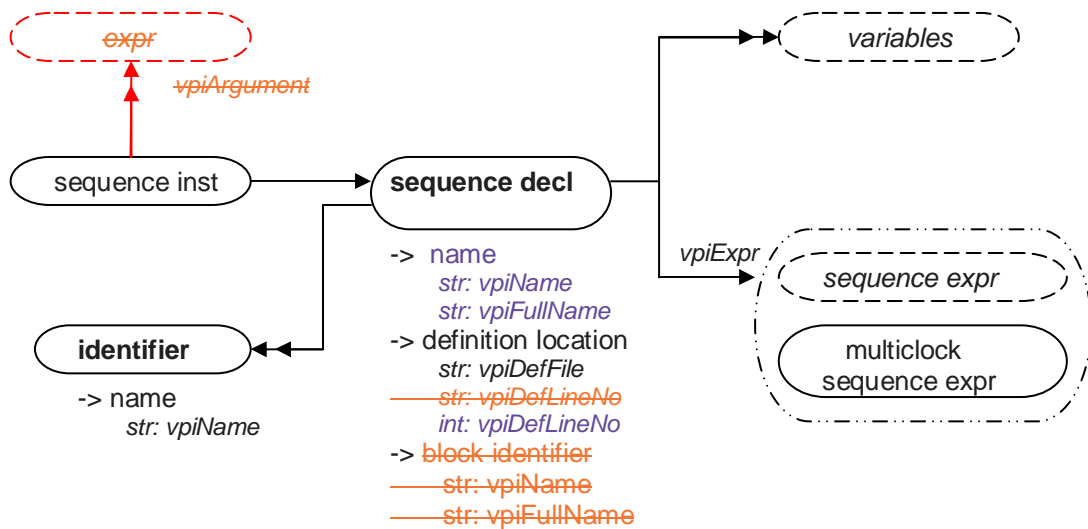 expr
vpiArgument
variables
sequence inst
sequence decl
-> name
str: vpiName
str: vpiFullName
-> definition location
str: vpiDefFile
str: vpiDefLineNo
int: vpiDefLineNo
-> block identifier
str: vpiName
str: vpiFullName
identifier
-> name
str: vpiName
vpiExpr
sequence expr
multiclock
sequence expr